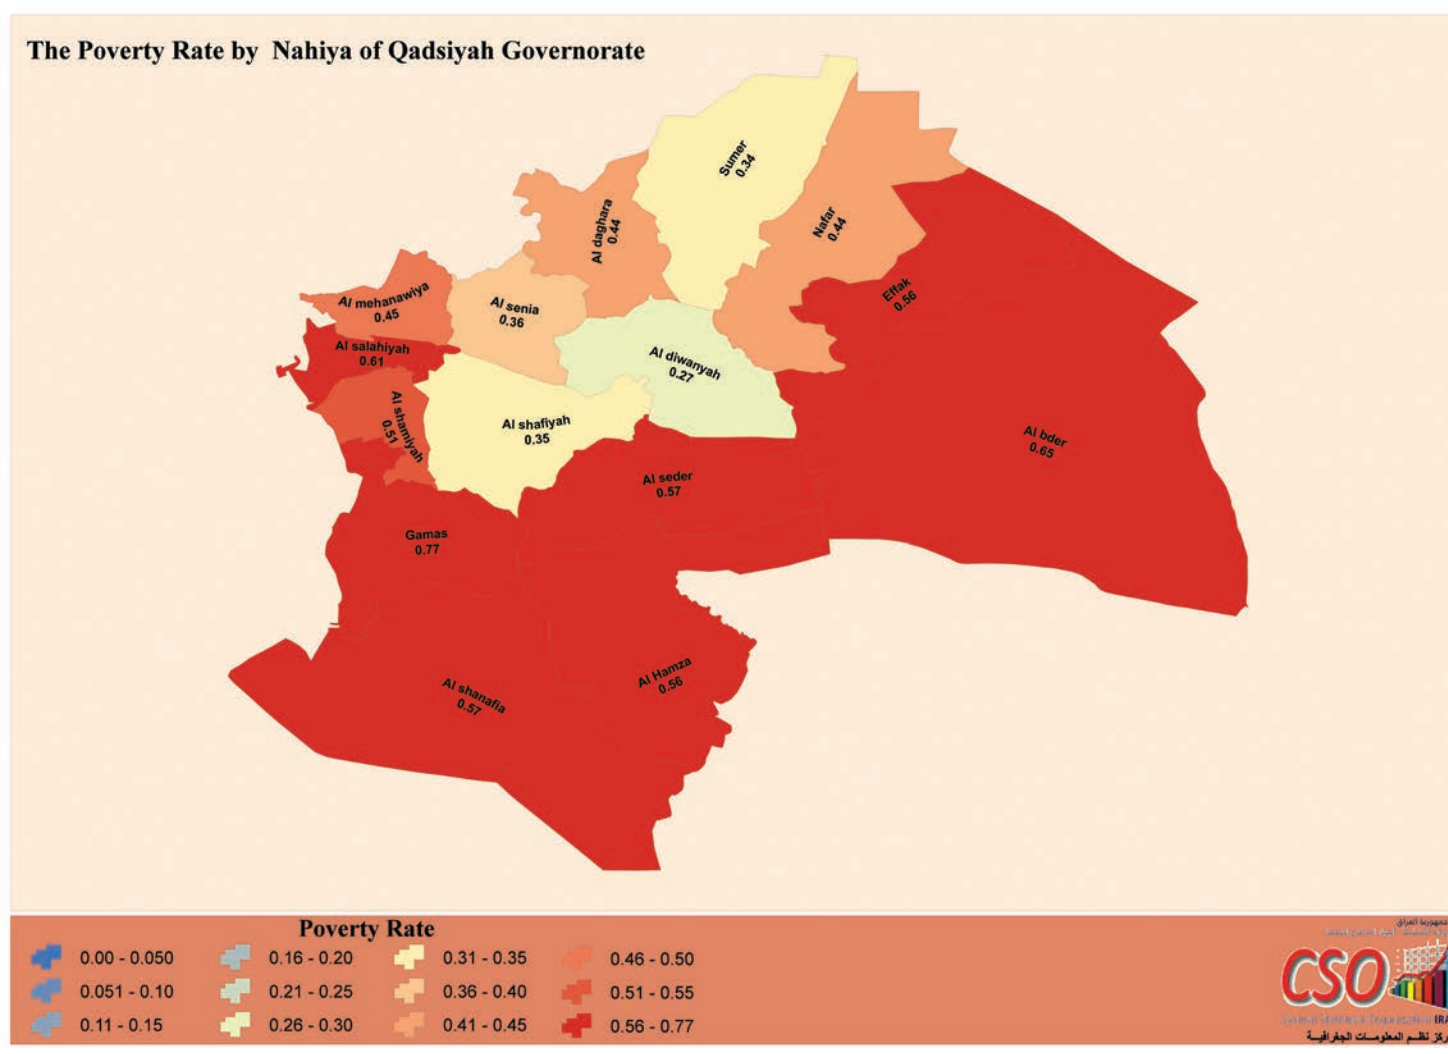 The Poverty Rate by Nahiya of Qadsiyah Governorate
Sumer
0.34
Nafar
0.44
Al daghara
0.44
Al mehanawiya
0.45
Al senia
0.36
Effak
0.56
Al salahiyah
0.61
Al diwanyah
0.27
Al shamiyah
0.51
Al shafiyah
0.35
Al bder
0.65
Al seder
0.57
Gamas
0.77
Al Hamza
0.56
Al shanafia
0.57
Poverty Rate
0.00 - 0.050
0.16 - 0.20
0.31 - 0.35
0.46 - 0.50
0.051 - 0.10
0.21 - 0.25
0.36 - 0.40
0.51 - 0.55
0.11 - 0.15
0.26 - 0.30
0.41 - 0.45
0.56 - 0.77
CSO
IRA
كز نظـم المعلومــات الجغرافيــة